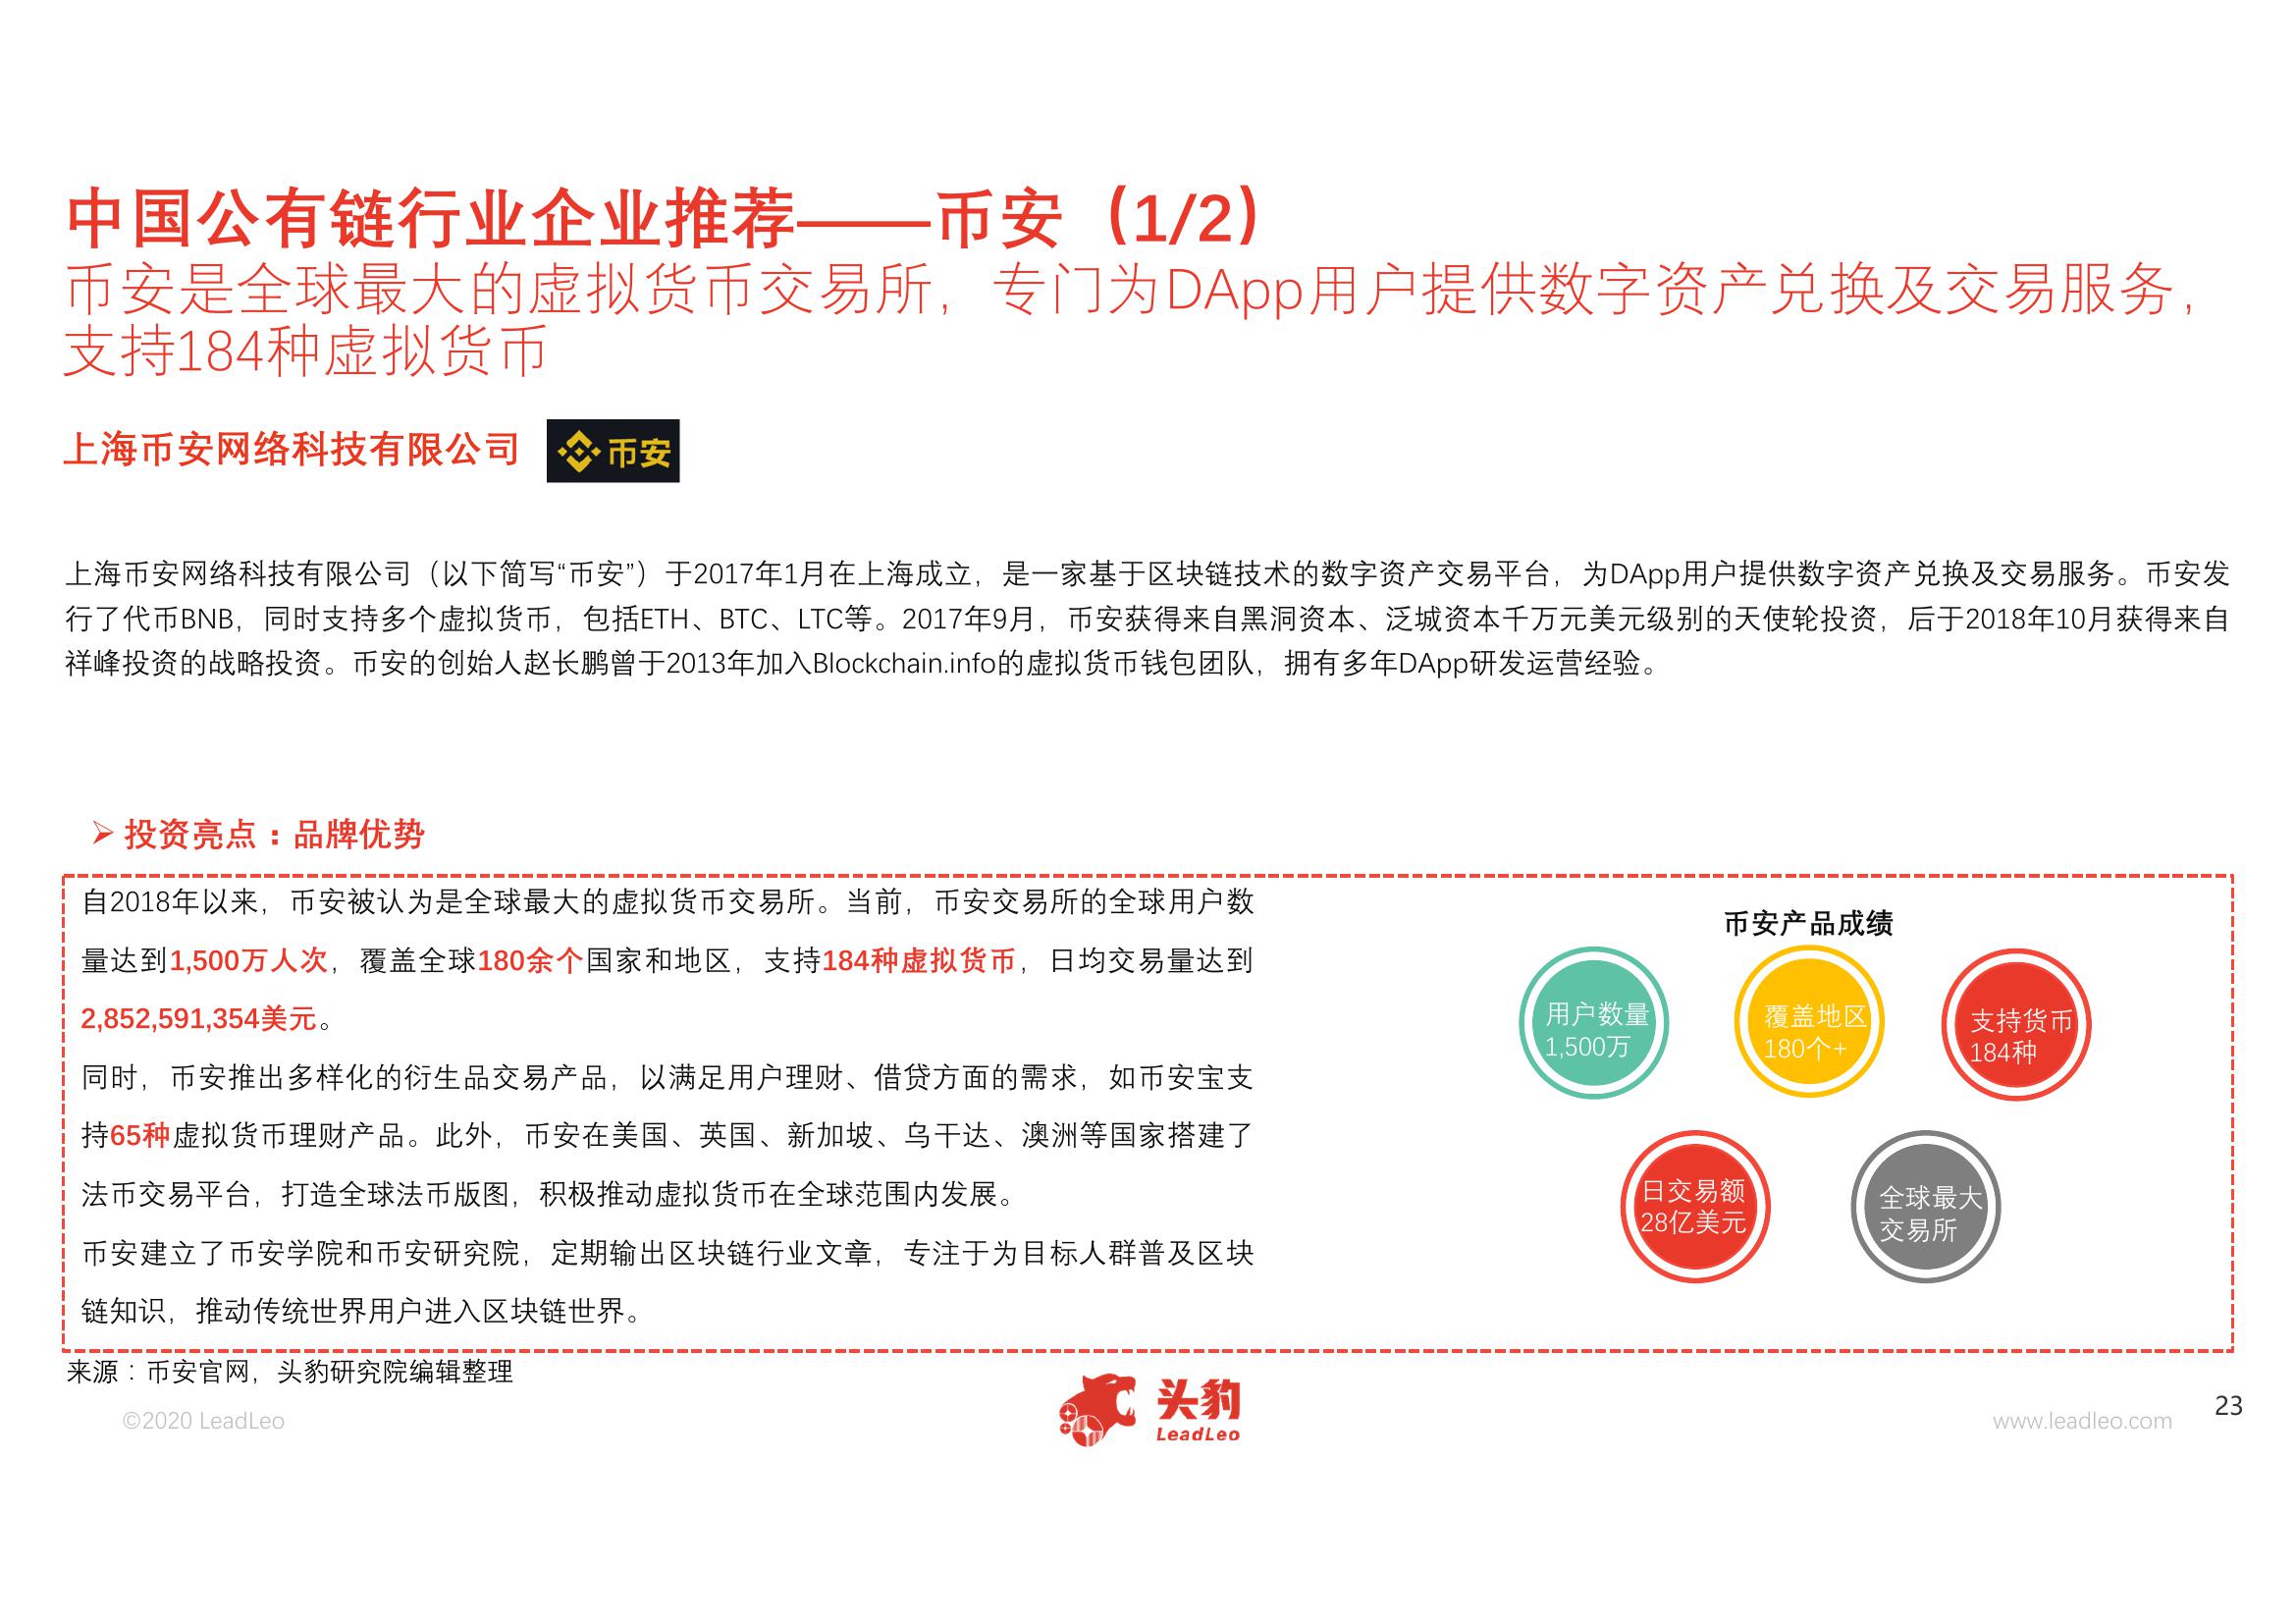 中国公有链行业企业推荐——币安（1/2）
币安是全球最大的虚拟货币交易所，专门为DApp用户提供数字资产兑换及交易服务，
支持184种虚拟货币
上海币安网络科技有限公司
币安
上海币安网络科技有限公司（以下简写“币安”）于2017年1月在上海成立，是一家基于区块链技术的数字资产交易平台，为DApp用户提供数字资产兑换及交易服务。币安发
行了代币BNB，同时支持多个虚拟货币，包括ETH、BTC、LTC等。2017年9月，币安获得来自黑洞资本、泛城资本千万元美元级别的天使轮投资，后于2018年10月获得来自
祥峰投资的战略投资。币安的创始人赵长鹏曾于2013年加入Blockchain.info的虚拟货币钱包团队，拥有多年DApp研发运营经验。
➢ 投资亮点：品牌优势
自2018年以来，币安被认为是全球最大的虚拟货币交易所。当前，币安交易所的全球用户数
量达到1,500万人次，覆盖全球180余个国家和地区，支持184种虚拟货币，日均交易量达到
2,852,591,354美元。
同时，币安推出多样化的衍生品交易产品，以满足用户理财、借贷方面的需求，如币安宝支
持65种虚拟货币理财产品。此外，币安在美国、英国、新加坡、乌干达、澳洲等国家搭建了
法币交易平台，打造全球法币版图，积极推动虚拟货币在全球范围内发展。
币安建立了币安学院和币安研究院，定期输出区块链行业文章，专注于为目标人群普及区块
链知识，推动传统世界用户进入区块链世界。
币安产品成绩
用户数量
1,500万
覆盖地区
180个+
支持货币
184种
日交易额
28亿美元
全球最大
交易所
来源：币安官网，头豹研究院编辑整理
©2020 LeadLeo
头豹
LeadLeo
www.leadleo.com
23